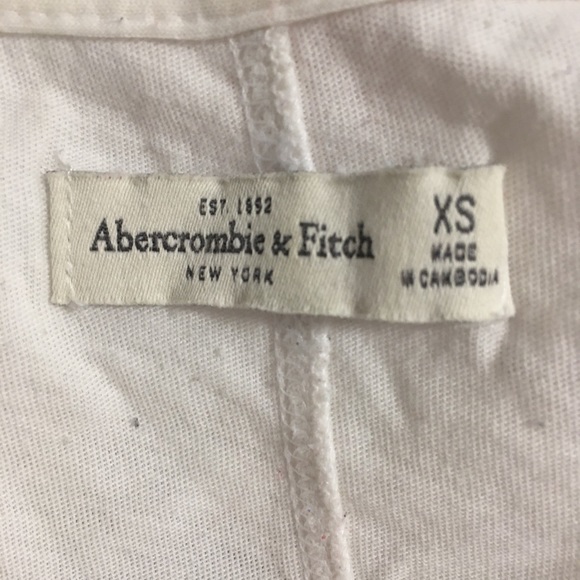 EST. 1892
Abercrombie & Fitch
NEW YORK
XS
MADE
IN CAMBODIA